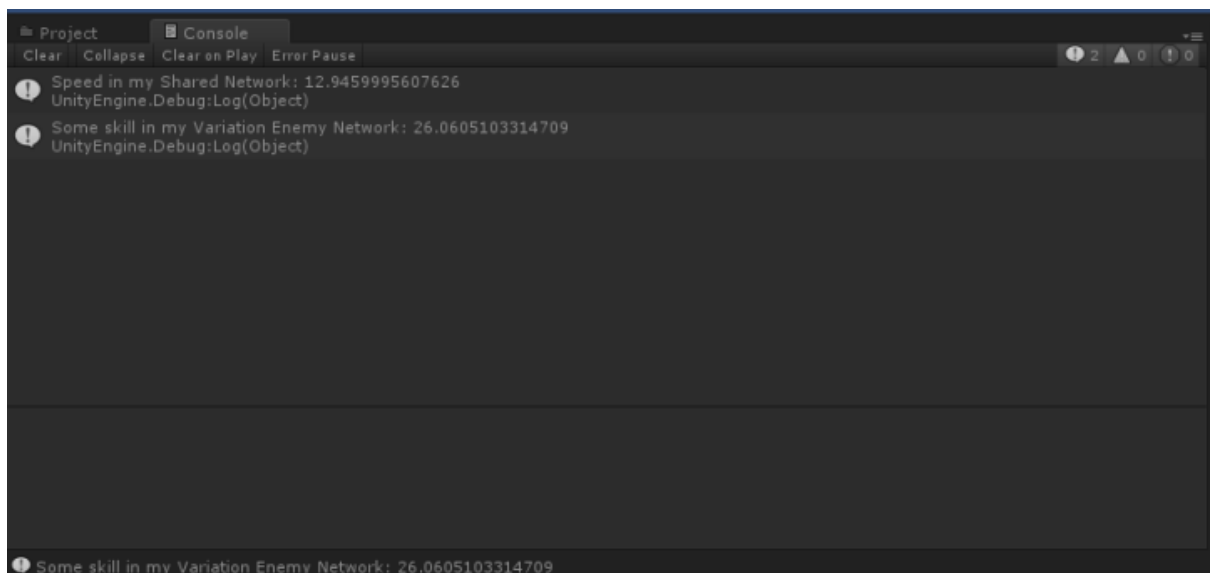 Project Console
Clear Collapse Clear on Play Error Pause 2 0 0
Speed in my Shared Network: 12.9459995607626
UnityEngine.Debug:Log(Object)
Some skill in my Variation Enemy Network: 26.0605103314709
UnityEngine.Debug:Log(Object)
Some skill in my Variation Enemy Network: 26.0605103314709